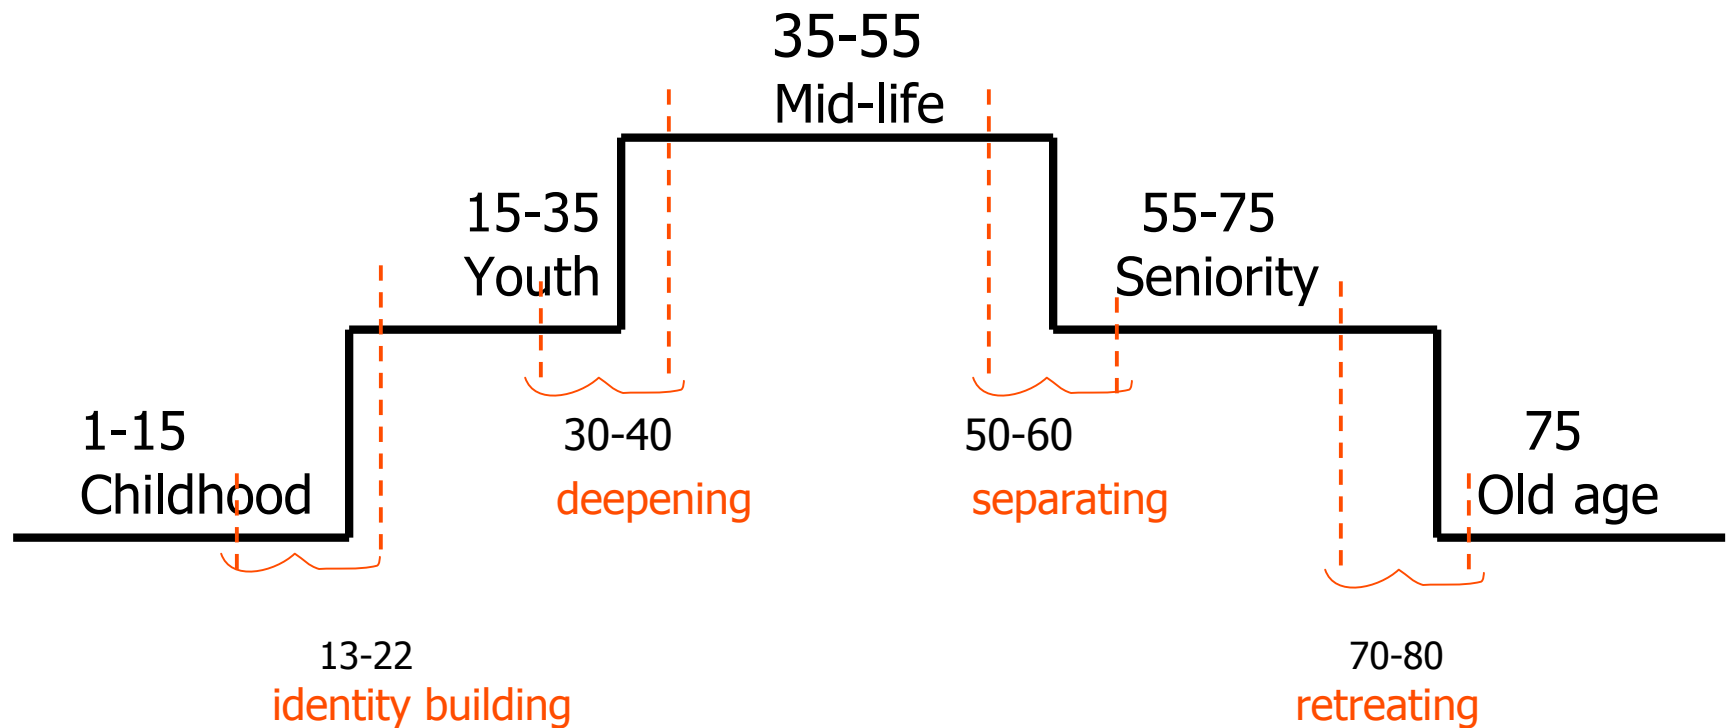 35-55
Mid-life
15-35
Youth
55-75
Seniority
1-15
Childhood
30-40
deepening
50-60
separating
75
Old age
13-22
identity building
70-80
retreating